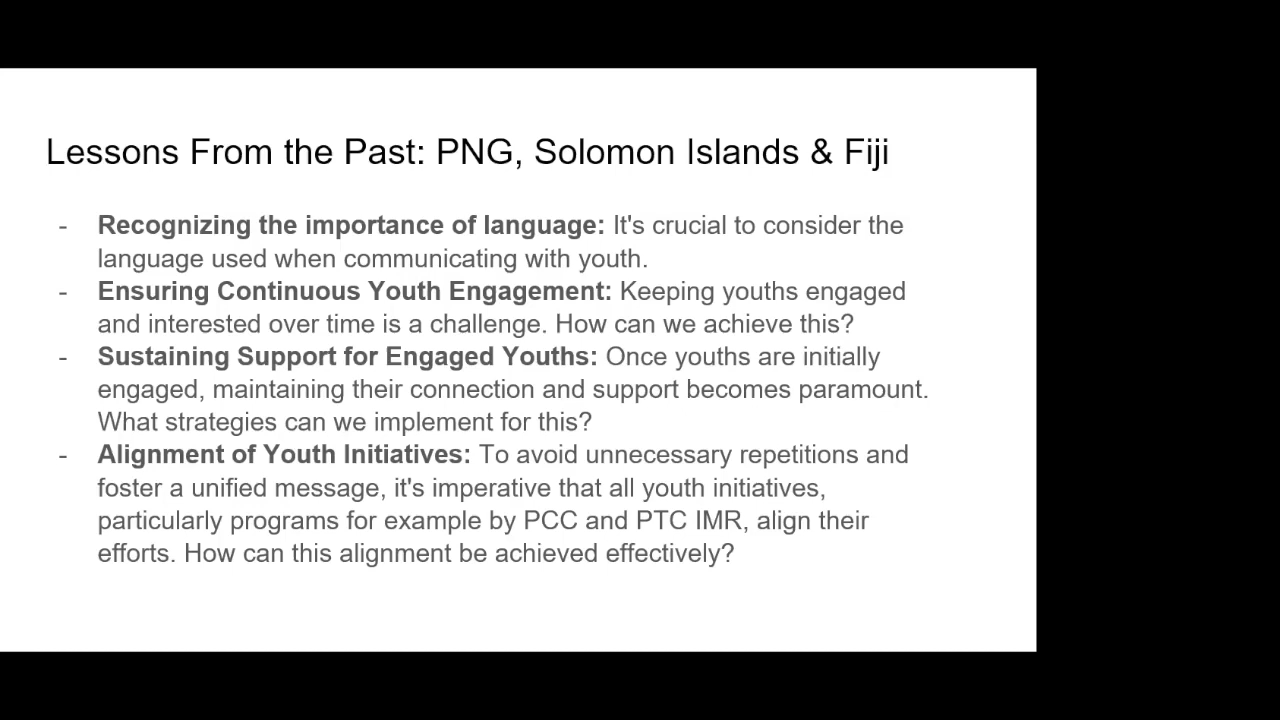 Lessons From the Past: PNG, Solomon Islands & Fiji
- Recognizing the importance of language: It's crucial to consider the
language used when communicating with youth.
- Ensuring Continuous Youth Engagement: Keeping youths engaged
and interested over time is a challenge. How can we achieve this?
- Sustaining Support for Engaged Youths: Once youths are initially
engaged, maintaining their connection and support becomes paramount.
What strategies can we implement for this?
- Alignment of Youth Initiatives: To avoid unnecessary repetitions and
foster a unified message, it's imperative that all youth initiatives,
particularly programs for example by PCC and PTC IMR, align their
efforts. How can this alignment be achieved effectively?